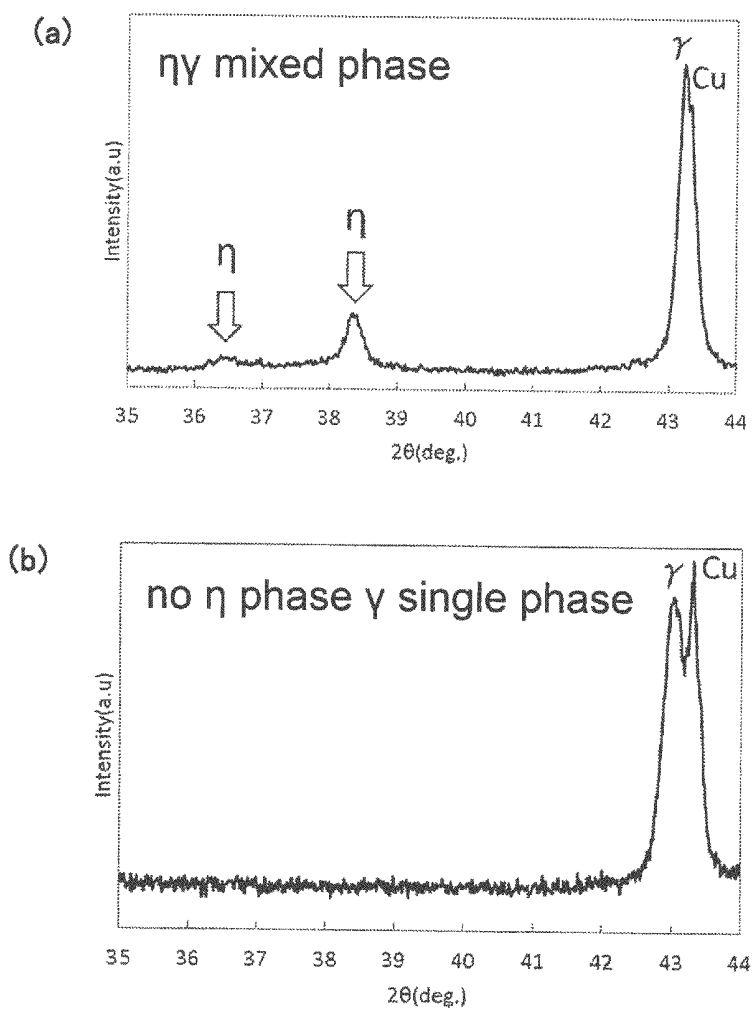 (a)
ηγ mixed phase
γ
Cu
η
η
Intensity(a.u)
35 36 37 38 39 40 41 42 43 44
2θ(deg.)
(b)
no η phase γ single phase
γ
Cu
Intensity(a.u)
35 36 37 38 39 40 41 42 43 44
2θ(deg.)